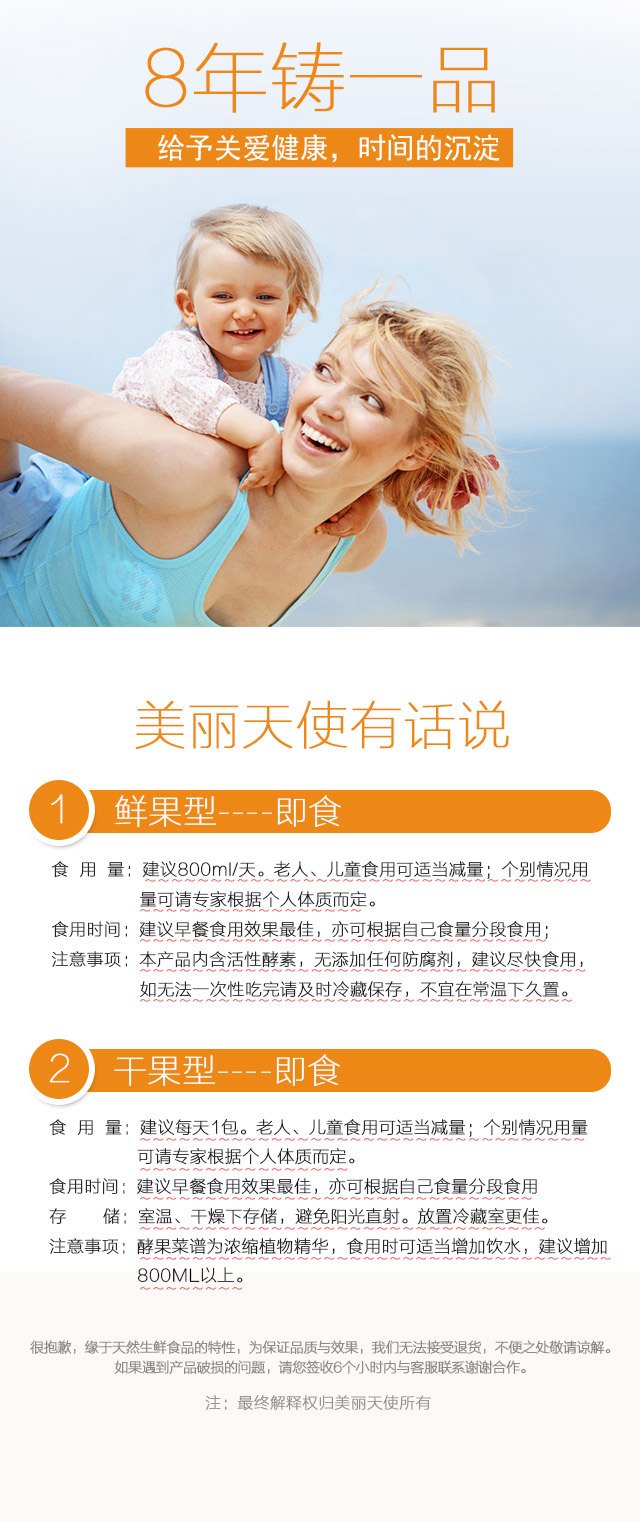 8年铸一品
给予关爱健康，时间的沉淀
美丽天使有话说
1 鲜果型----即食
食 用 量：建议800ml/天。老人、儿童食用可适当减量；个别情况用
量可请专家根据个人体质而定。
食用时间：建议早餐食用效果最佳，亦可根据自己食量分段食用；
注意事项：本产品内含活性酵素，无添加任何防腐剂，建议尽快食用，
如无法一次性吃完请及时冷藏保存，不宜在常温下久置。
2 干果型----即食
食 用 量：建议每天1包。老人、儿童食用可适当减量；个别情况用量
可请专家根据个人体质而定。
食用时间：建议早餐食用效果最佳，亦可根据自己食量分段食用
存 储：室温、干燥下存储，避免阳光直射。放置冷藏室更佳。
注意事项：酵果菜谱为浓缩植物精华，食用时可适当增加饮水，建议增加
800ML以上。
很抱歉，缘于天然生鲜食品的特性，为保证品质与效果，我们无法接受退货，不便之处敬请谅解。
如果遇到产品破损的问题，请您签收6个小时内与客服联系谢谢合作。
注：最终解释权归美丽天使所有